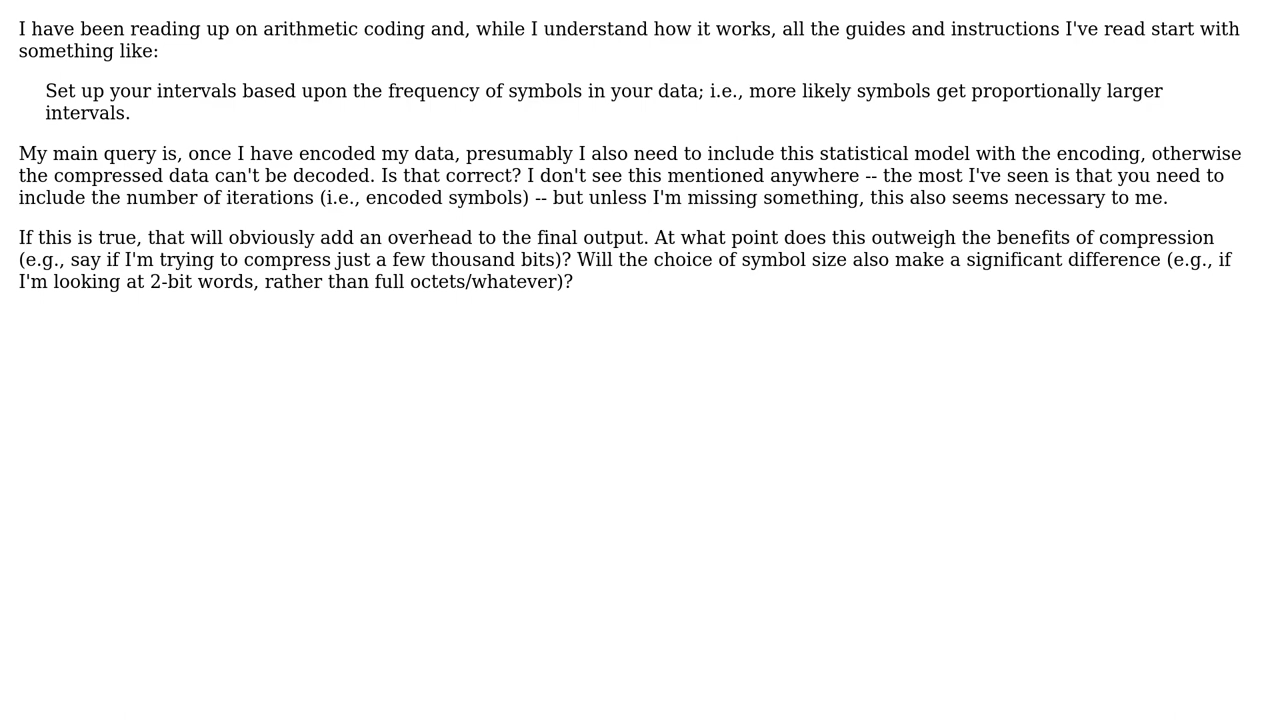 I have been reading up on arithmetic coding and, while I understand how it works, all the guides and instructions I've read start with
something like:
Set up your intervals based upon the frequency of symbols in your data; i.e., more likely symbols get proportionally larger
intervals.
My main query is, once I have encoded my data, presumably I also need to include this statistical model with the encoding, otherwise
the compressed data can't be decoded. Is that correct? I don't see this mentioned anywhere -- the most I've seen is that you need to
include the number of iterations (i.e., encoded symbols) -- but unless I'm missing something, this also seems necessary to me.
If this is true, that will obviously add an overhead to the final output. At what point does this outweigh the benefits of compression
(e.g., say if I'm trying to compress just a few thousand bits)? Will the choice of symbol size also make a significant difference (e.g., if
I'm looking at 2-bit words, rather than full octets/whatever)?